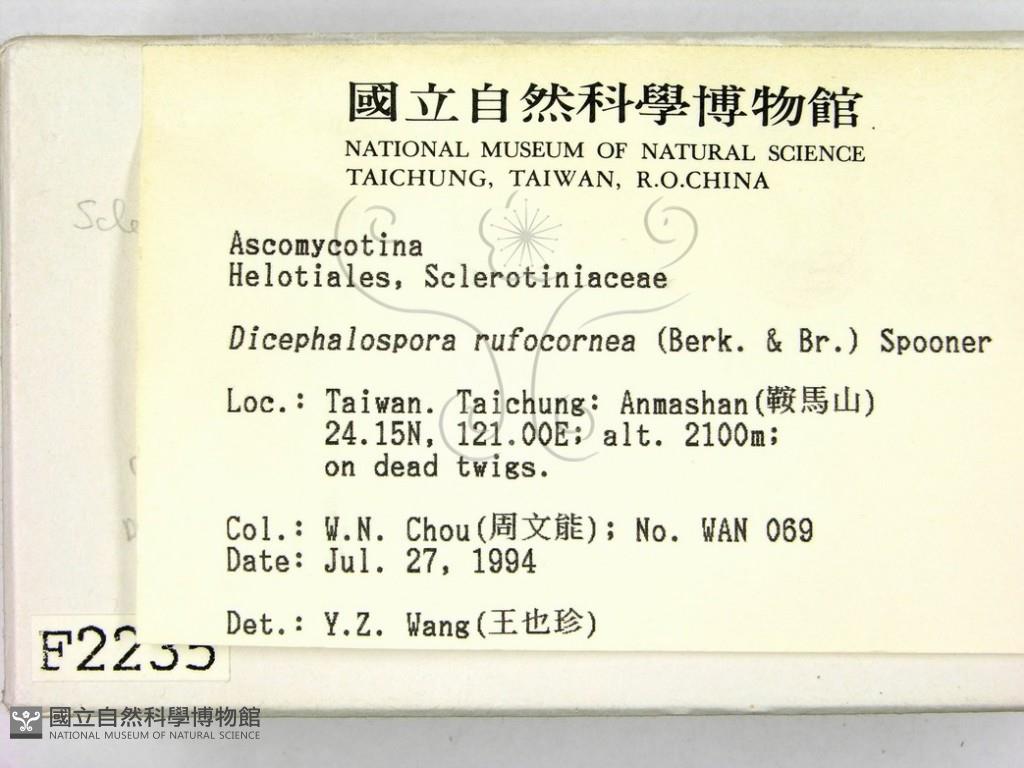 國立自然科學博物館
NATIONAL MUSEUM OF NATURAL SCIENCE
TAICHUNG, TAIWAN, R.O.CHINA
Scle
Ascomycotina
Helotiales, Sclerotiniaceae
Dicephalospora rufocornea (Berk. & Br.) Spooner
Loc.: Taiwan. Taichung: Anmashan(鞍馬山)
24.15N, 121.00E; alt. 2100m;
on dead twigs.
Col.: W.N. Chou(周文能); No. WAN 069
Date: Jul. 27, 1994
Det.: Y.Z. Wang(王也珍)
F2235
國立自然科學博物館
NATIONAL MUSEUM OF NATURAL SCIENCE